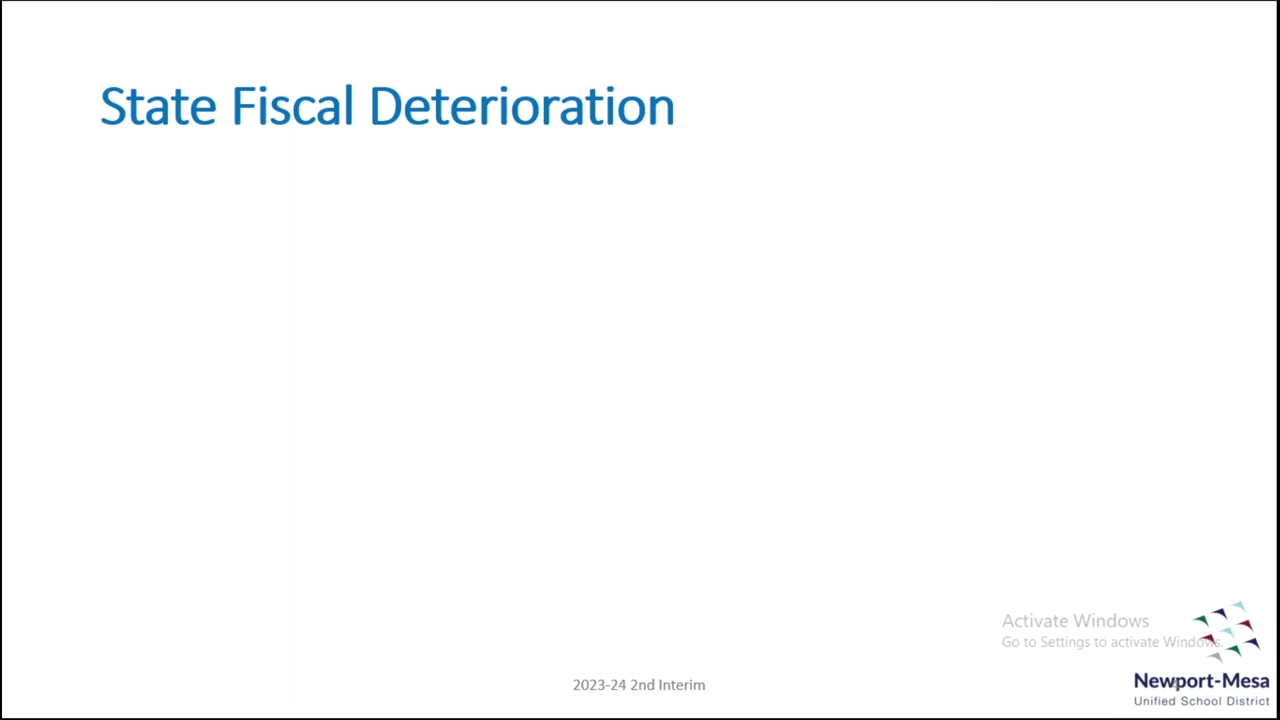 State Fiscal Deterioration
Activate Windows
Go to Settings to activate Windows.
2023-24 2nd Interim
Newport-Mesa
Unified School District